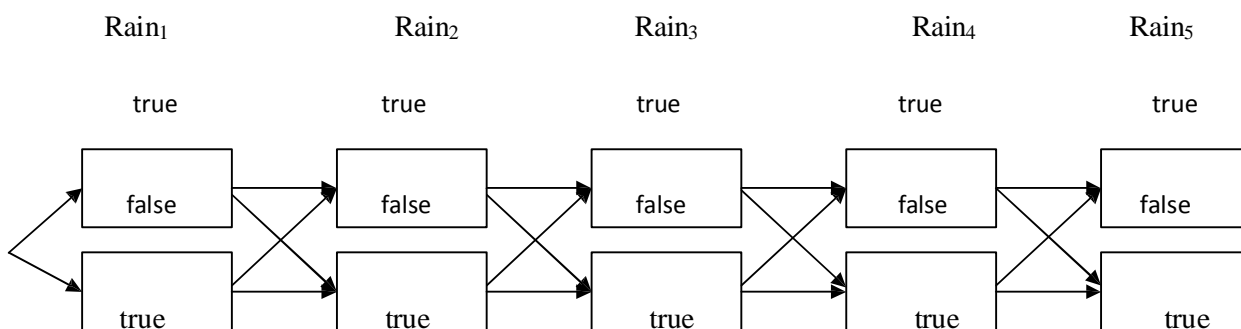 Rain₁ Rain₂ Rain₃ Rain₄ Rain₅
true true true true true
false false false false false
true true true true true